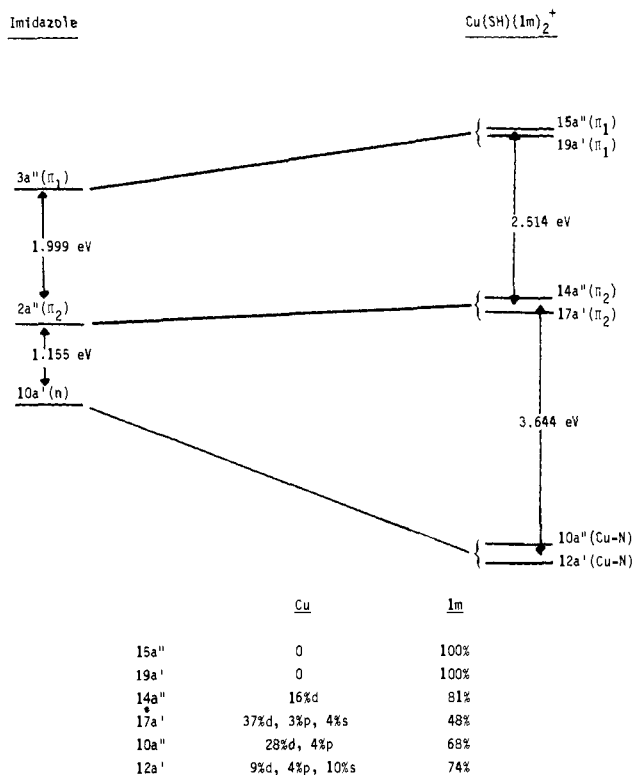 Imidazole
Cu(SH)(1m)2+
15a"(Π1)
19a'(Π1)
3a"(Π1)
2.514 eV
1.999 eV
14a"(Π2)
2a"(Π2)
17a'(Π2)
1.155 eV
10a'(n)
3.644 eV
10a"(Cu-N)
12a'(Cu-N)
Cu 1m
15a" 0 100%
19a' 0 100%
14a" 16%d 81%
17a' 37%d, 3%p, 4%s 48%
10a" 28%d, 4%p 68%
12a' 9%d, 4%p, 10%s 74%